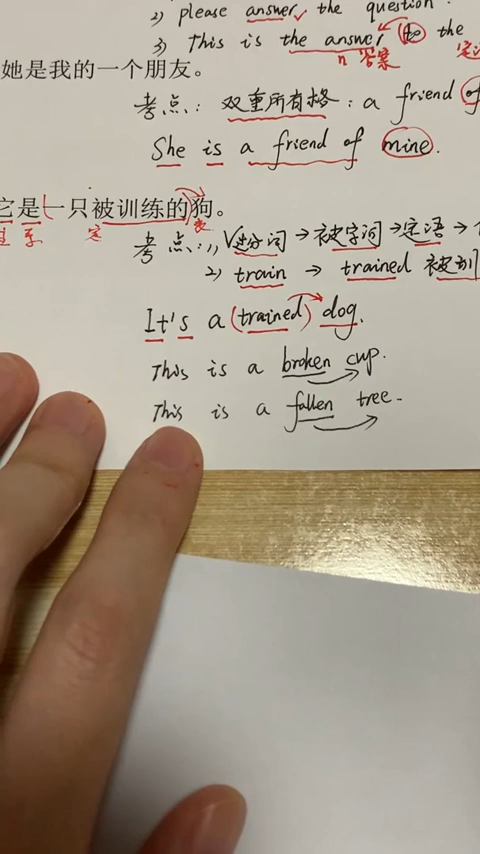 2) please answer the question
3) This is the answer to the
n 答案
她是我的一个朋友。
考点：双重所有格：a friend of
She is a friend of mine.
它是一只被训练的狗。
系 定 表
考点：1) V过去分词→被字词→定语→
2) train → trained 被训
It's a (trained) dog.
This is a broken cup.
This is a fallen tree.